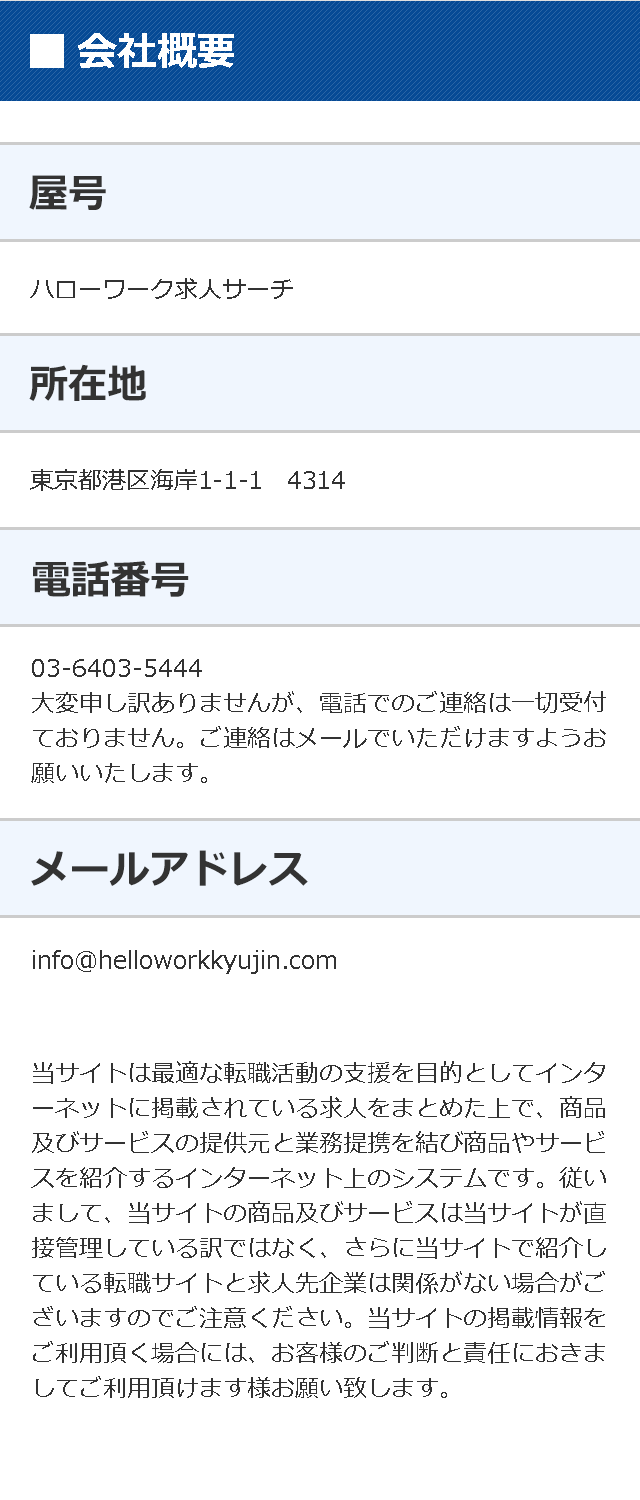 ■ 会社概要
屋号
ハローワーク求人サーチ
所在地
東京都港区海岸1-1-1　4314
電話番号
03-6403-5444
大変申し訳ありませんが、電話でのご連絡は一切受付
ておりません。ご連絡はメールでいただけますようお
願いいたします。
メールアドレス
info@helloworkkyujin.com
当サイトは最適な転職活動の支援を目的としてインタ
ーネットに掲載されている求人をまとめた上で、商品
及びサービスの提供元と業務提携を結び商品やサービ
スを紹介するインターネット上のシステムです。従い
まして、当サイトの商品及びサービスは当サイトが直
接管理している訳ではなく、さらに当サイトで紹介し
ている転職サイトと求人先企業は関係がない場合がご
ざいますのでご注意ください。当サイトの掲載情報を
ご利用頂く場合には、お客様のご判断と責任におきま
してご利用頂けます様お願い致します。